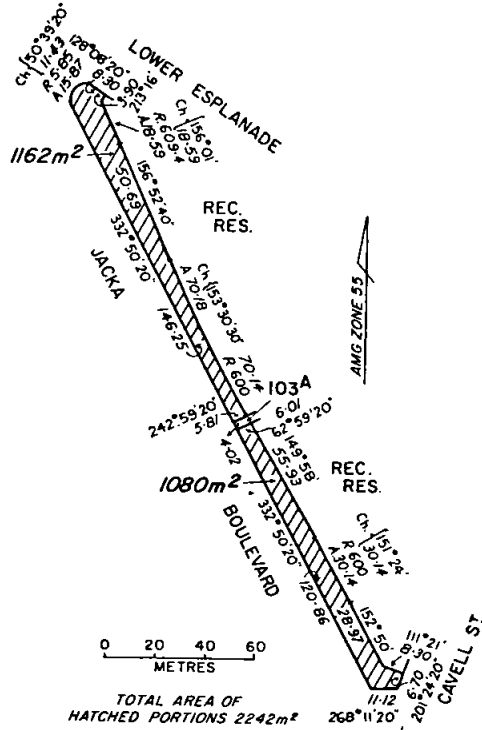 LOWER ESPLANADE
Ch {50°39'20"
11·43
R 5·8
A 15·87
128°08'20"
8·30
3·90
213°16'
A18·59
R 609·4
Ch {156°01'
18·59
1162m²
50·69
156°52'40"
REC.
RES.
332°50'20"
JACKA
A 70·18
Ch {153°30'30"
70·14
R 600
146·25
AMG ZONE 55
103A
242°59'20"
5·81
6·01
62°59'20"
4·02
149°58'
55·93
1080m²
REC.
RES.
BOULEVARD
332°50'20"
120·86
Ch. {151°24'
30·14
R 600
A30·14
28·97
152°50'
111°21'
8·30
6·70
201°24'20"
CAVELL ST.
11·12
268°11'20"
0 20 40 60
METRES
TOTAL AREA OF
HATCHED PORTIONS 2242m²